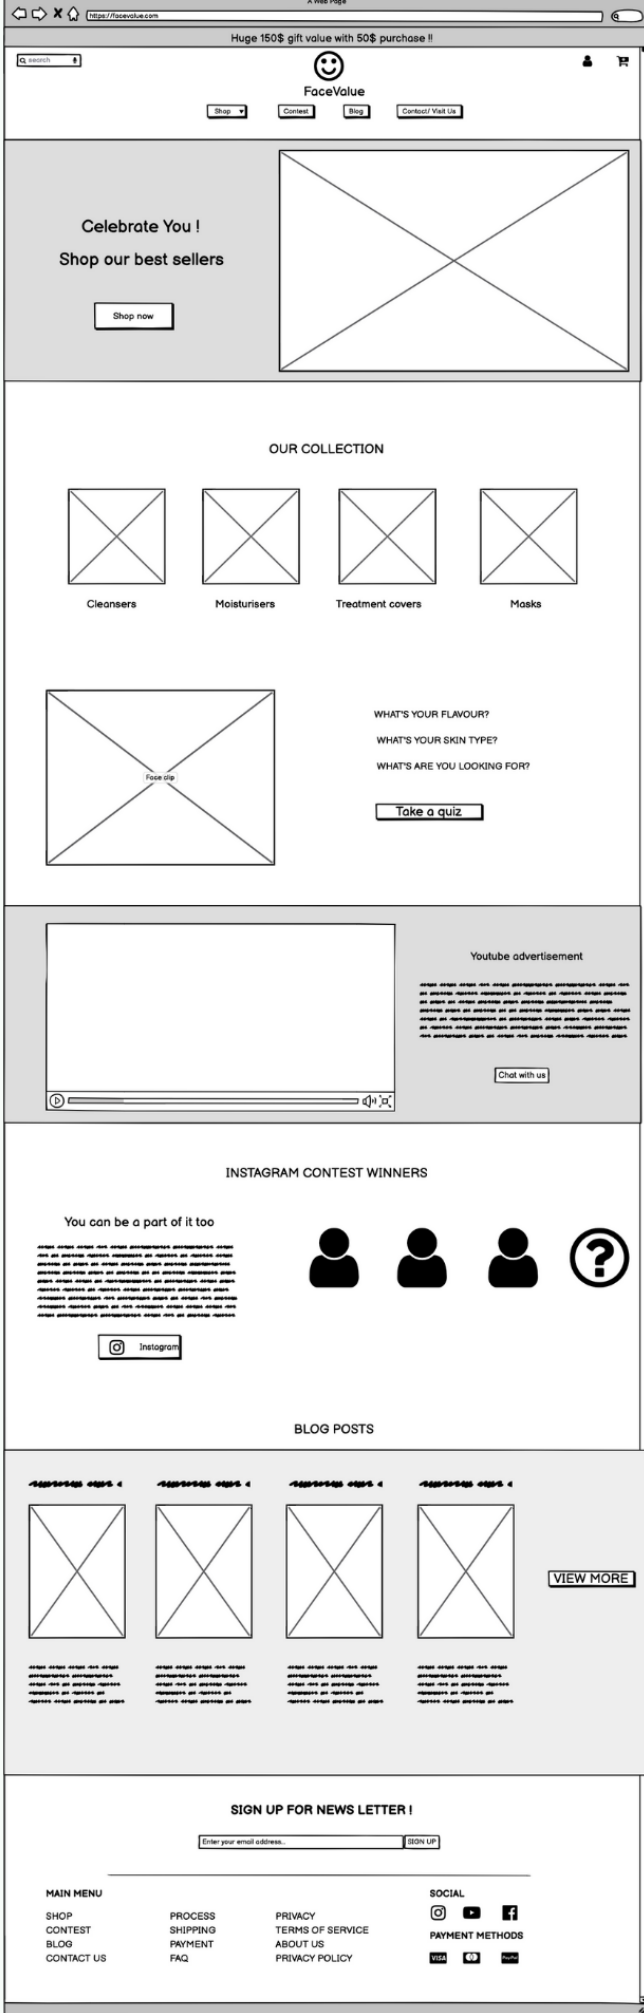 A Web Page
https://facevalue.com
Huge 150$ gift value with 50$ purchase !!
search
FaceValue
Shop
Contest
Blog
Contact/ Visit Us
Celebrate You !
Shop our best sellers
Shop now
OUR COLLECTION
Cleansers
Moisturisers
Treatment covers
Masks
Face clip
WHAT'S YOUR FLAVOUR?
WHAT'S YOUR SKIN TYPE?
WHAT'S ARE YOU LOOKING FOR?
Take a quiz
Youtube advertisement
Chat with us
INSTAGRAM CONTEST WINNERS
You can be a part of it too
Instagram
BLOG POSTS
VIEW MORE
SIGN UP FOR NEWS LETTER !
Enter your email address..
SIGN UP
MAIN MENU
SHOP
CONTEST
BLOG
CONTACT US
PROCESS
SHIPPING
PAYMENT
FAQ
PRIVACY
TERMS OF SERVICE
ABOUT US
PRIVACY POLICY
SOCIAL
PAYMENT METHODS
VISA
PayPal